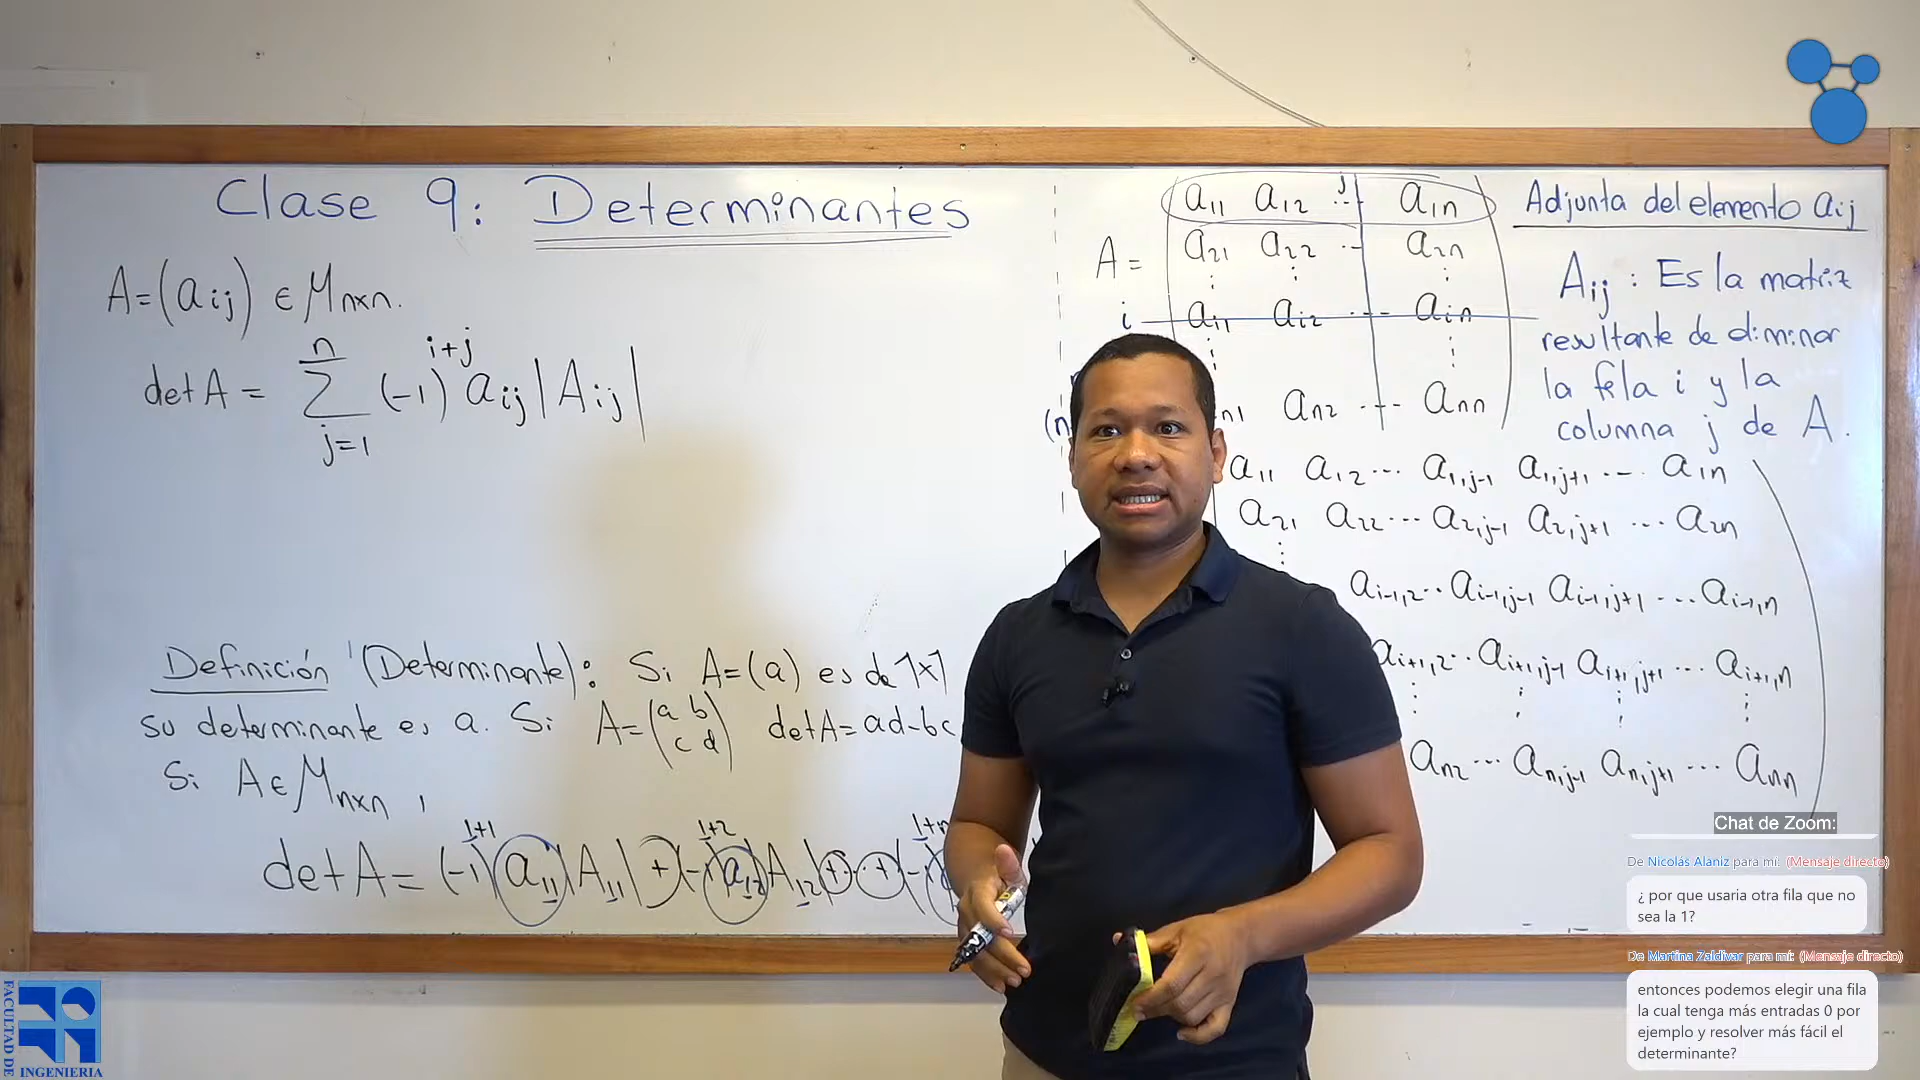 Clase 9: Determinantes
A=(aij) ∈ Mnxn.
n i+j
det A = Σ (-1) aij |Aij|
j=1
Definición (Determinante): Si A=(a) es de 1x1
su determinante es a. Si A=(a b
c d) det A= ad-bc
Si A ∈ Mnxn ,
1+1 1+2 1+n
det A = (-1) a11 |A11| + (-1) a12 |A12| + ... + (-
j
a11 a12 ... a1n
A = a21 a22 ... a2n
i ai1 ai2 ... ain
n1 an2 ... ann
(n
Adjunta del elemento aij
Aij : Es la matriz
resultante de eliminar
la fila i y la
columna j de A.
a11 a12 ... a1,j-1 a1,j+1 ... a1n
a21 a22 ... a2,j-1 a2,j+1 ... a2n
ai-1,2 ... ai-1,j-1 ai-1,j+1 ... ai-1,n
ai+1,2 ... ai+1,j-1 ai+1,j+1 ... ai+1,n
an2 ... an,j-1 an,j+1 ... ann
Chat de Zoom:
De Nicolás Alaniz para mi: (Mensaje directo)
¿ por que usaria otra fila que no
sea la 1?
De Martina Zaldivar para mi: (Mensaje directo)
entonces podemos elegir una fila
la cual tenga más entradas 0 por
ejemplo y resolver más fácil el
determinante?
FACULTAD DE
INGENIERIA